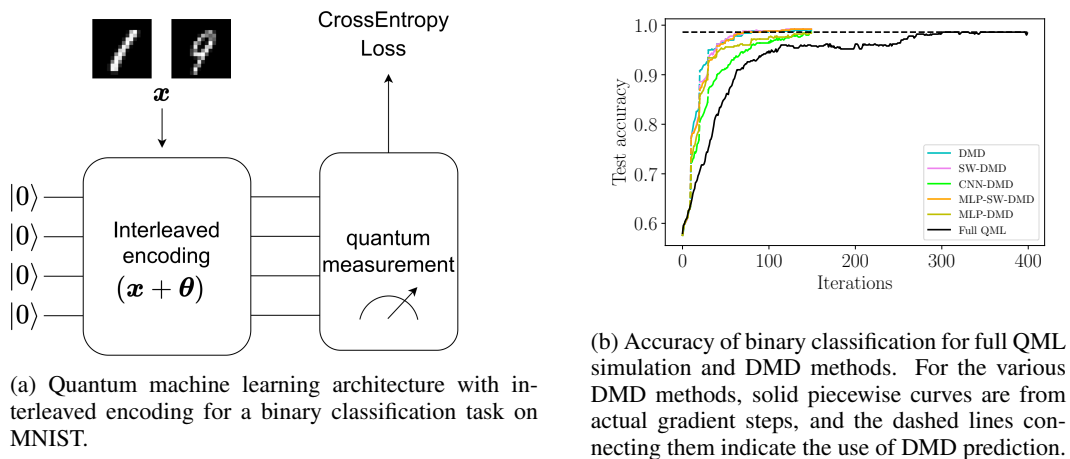 CrossEntropy
Loss
x
|0⟩
|0⟩
|0⟩
|0⟩
Interleaved
encoding
(x + θ)
quantum
measurement
(a) Quantum machine learning architecture with in-
terleaved encoding for a binary classification task on
MNIST.
1.0
0.9
0.8
0.7
0.6
Test accuracy
DMD
SW-DMD
CNN-DMD
MLP-SW-DMD
MLP-DMD
Full QML
0 100 200 300 400
Iterations
(b) Accuracy of binary classification for full QML
simulation and DMD methods. For the various
DMD methods, solid piecewise curves are from
actual gradient steps, and the dashed lines con-
necting them indicate the use of DMD prediction.